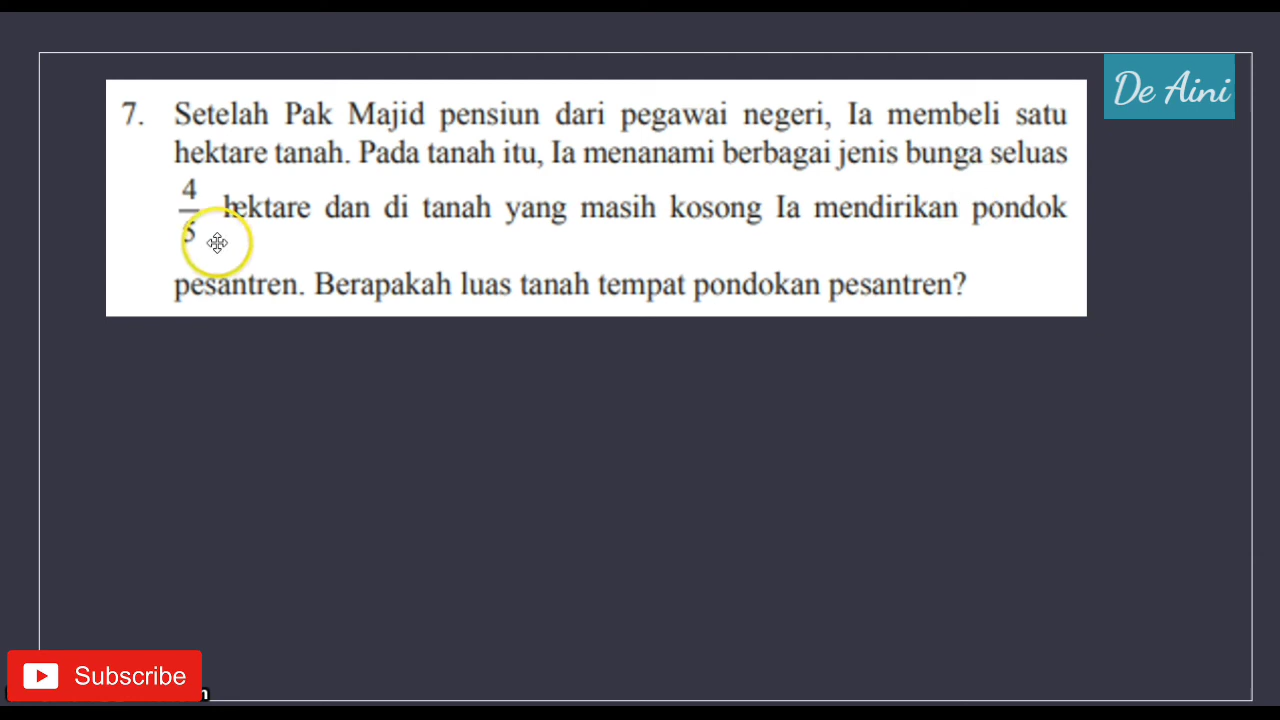 De Aini
7. Setelah Pak Majid pensiun dari pegawai negeri, Ia membeli satu
hektare tanah. Pada tanah itu, Ia menanami berbagai jenis bunga seluas
4/5 hektare dan di tanah yang masih kosong Ia mendirikan pondok
pesantren. Berapakah luas tanah tempat pondokan pesantren?
Subscribe